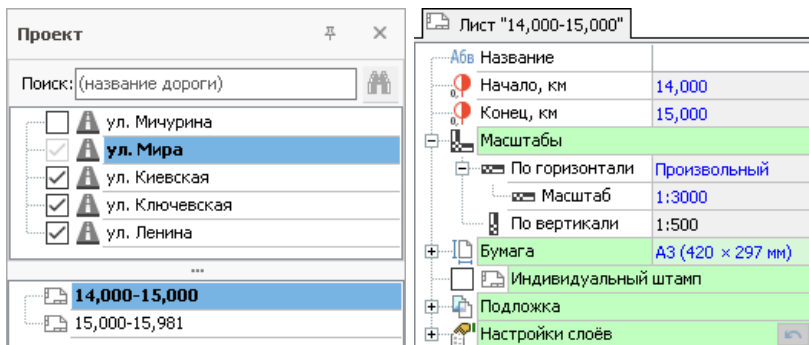 Проект
Поиск: (название дороги)
ул. Мичурина
ул. Мира
ул. Киевская
ул. Ключевская
ул. Ленина
14,000-15,000
15,000-15,981
Лист "14,000-15,000"
Абв Название
Начало, км 14,000
Конец, км 15,000
Масштабы
По горизонтали Произвольный
Масштаб 1:3000
По вертикали 1:500
Бумага А3 (420 × 297 мм)
Индивидуальный штамп
Подложка
Настройки слоёв